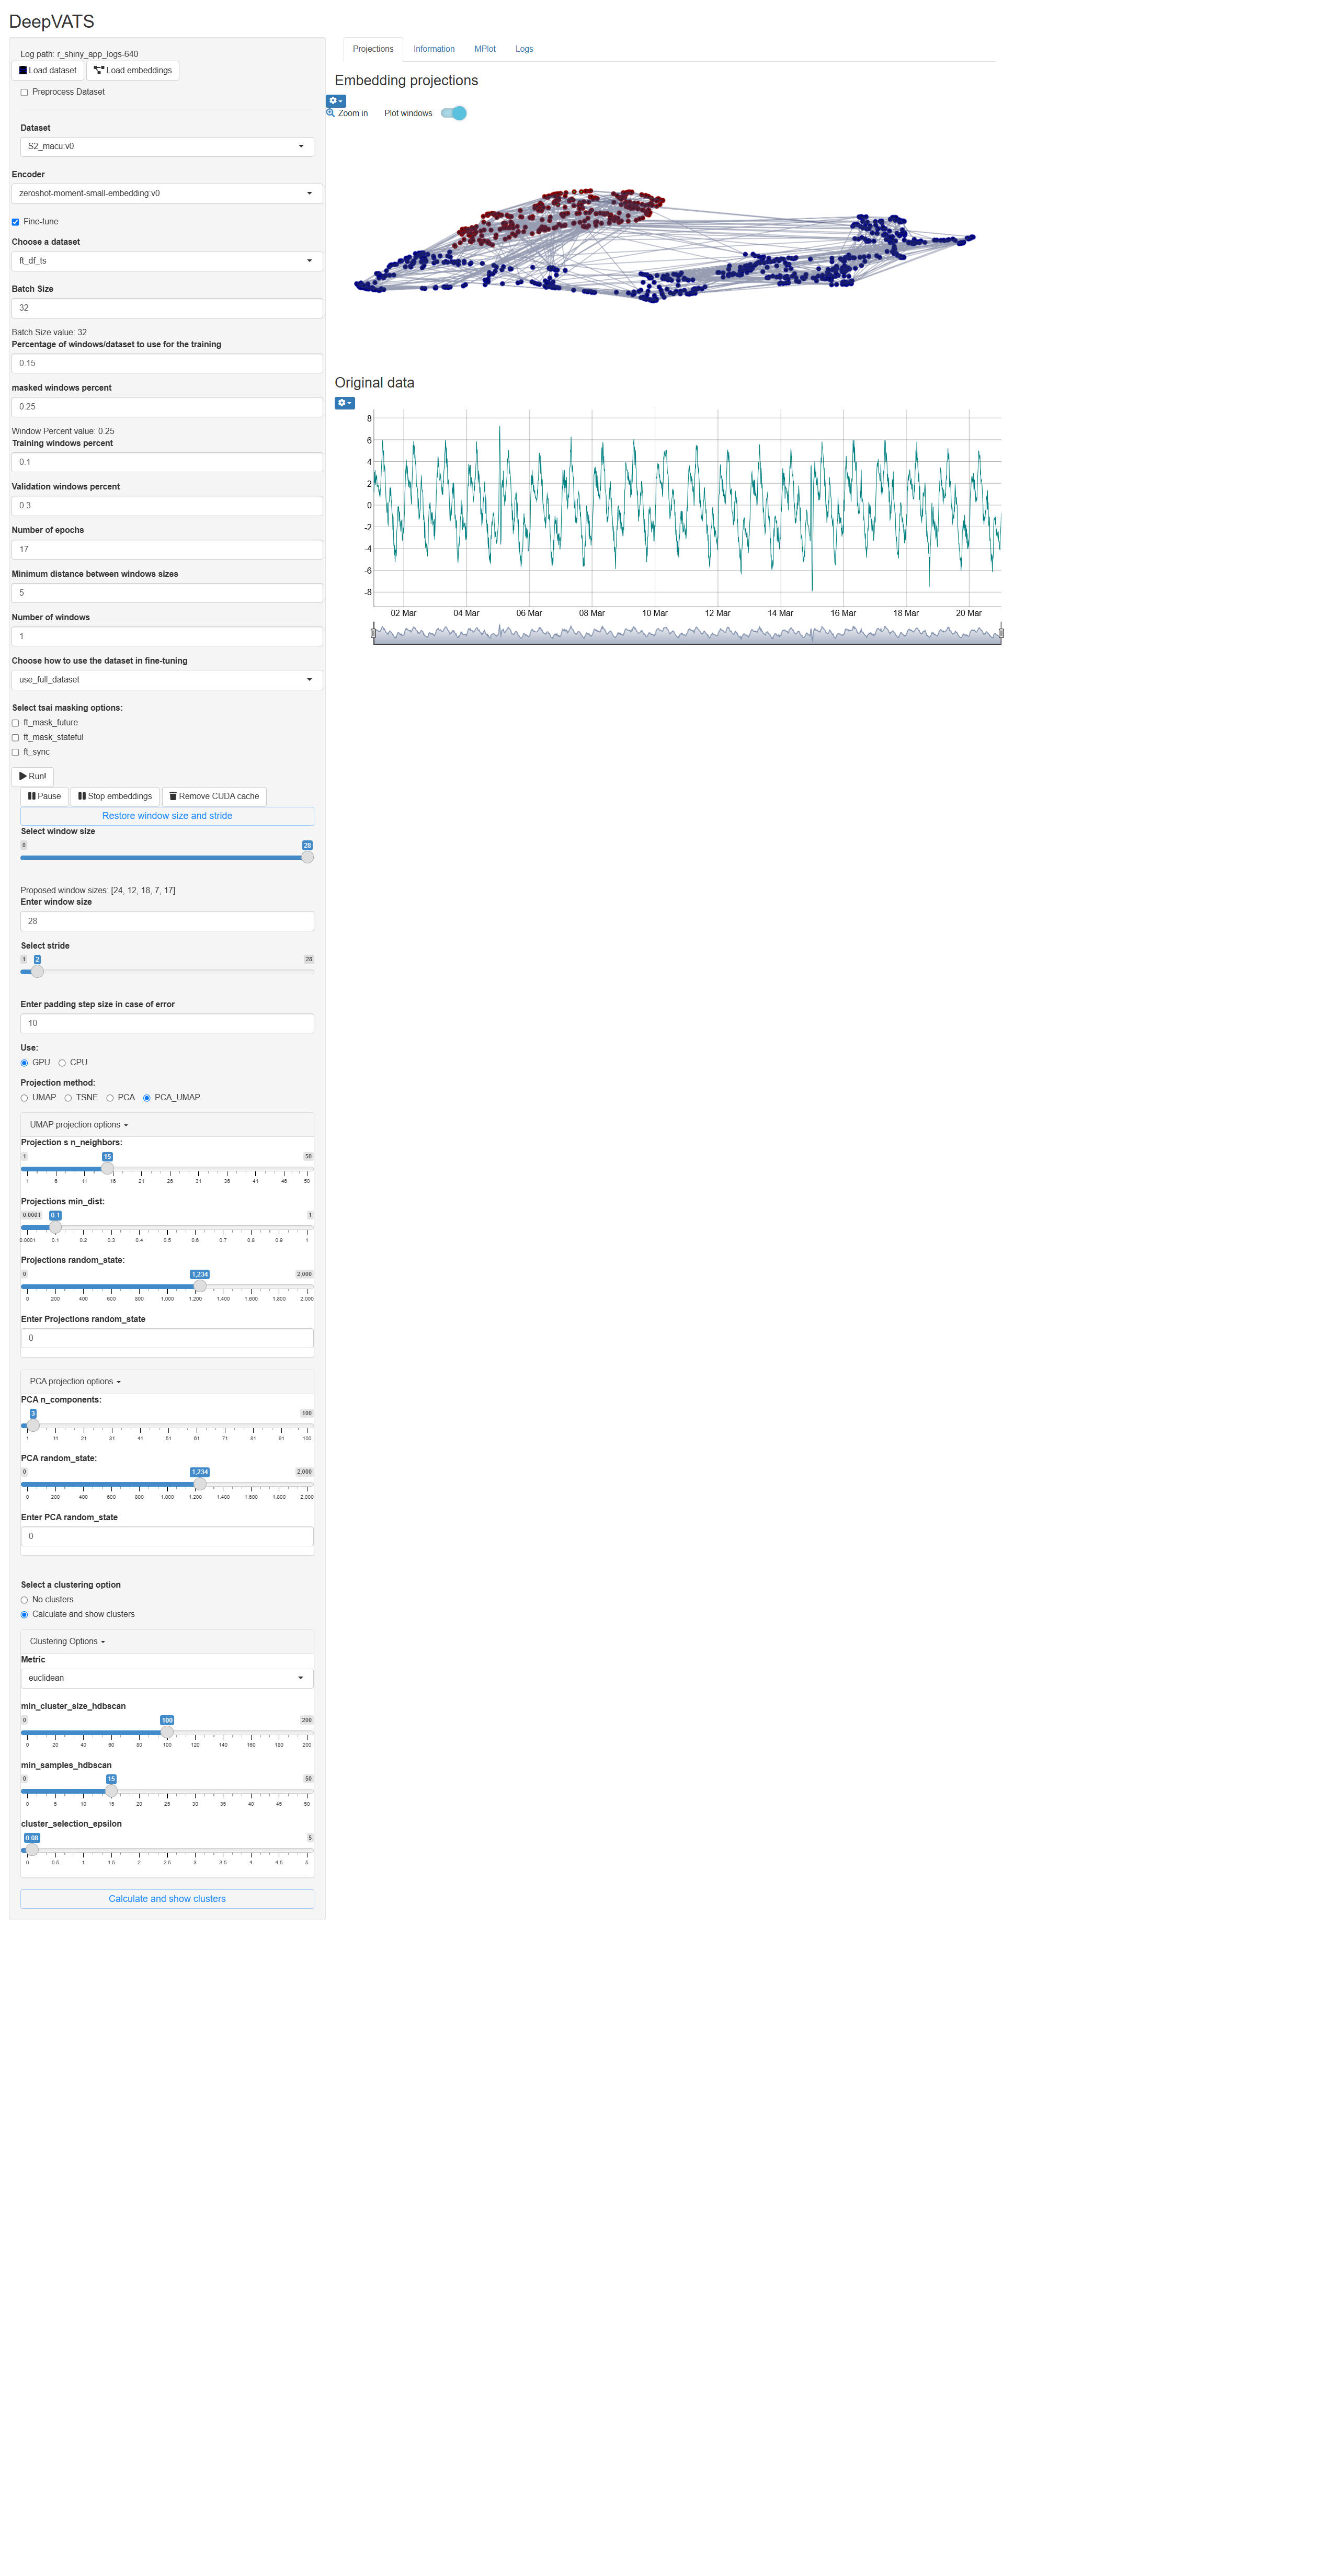 DeepVATS
Log path: r_shiny_app_logs-640
Load dataset
Load embeddings
Preprocess Dataset
Dataset
S2_macu:v0
Encoder
zeroshot-moment-small-embedding:v0
Fine-tune
Choose a dataset
ft_df_ts
Batch Size
32
Batch Size value: 32
Percentage of windows/dataset to use for the training
0.15
masked windows percent
0.25
Window Percent value: 0.25
Training windows percent
0.1
Validation windows percent
0.3
Number of epochs
17
Minimum distance between windows sizes
5
Number of windows
1
Choose how to use the dataset in fine-tuning
use_full_dataset
Select tsai masking options:
ft_mask_future
ft_mask_stateful
ft_sync
Run!
Pause
Stop embeddings
Remove CUDA cache
Restore window size and stride
Select window size
0 28
Proposed window sizes: [24, 12, 18, 7, 17]
Enter window size
28
Select stride
1 2 28
Enter padding step size in case of error
10
Use:
GPU CPU
Projection method:
UMAP TSNE PCA PCA_UMAP
UMAP projection options
Projection s n_neighbors:
1 15 50
1 6 11 16 21 26 31 36 41 46 50
Projections min_dist:
0.0001 0.1 1
0.0001 0.1 0.2 0.3 0.4 0.5 0.6 0.7 0.8 0.9 1
Projections random_state:
0 1,234 2,000
0 200 400 600 800 1,000 1,200 1,400 1,600 1,800 2,000
Enter Projections random_state
0
PCA projection options
PCA n_components:
3 100
1 11 21 31 41 51 61 71 81 91 100
PCA random_state:
0 1,234 2,000
0 200 400 600 800 1,000 1,200 1,400 1,600 1,800 2,000
Enter PCA random_state
0
Select a clustering option
No clusters
Calculate and show clusters
Clustering Options
Metric
euclidean
min_cluster_size_hdbscan
0 100 200
0 20 40 60 80 100 120 140 160 180 200
min_samples_hdbscan
0 15 50
0 5 10 15 20 25 30 35 40 45 50
cluster_selection_epsilon
0.08 5
0 0.5 1 1.5 2 2.5 3 3.5 4 4.5 5
Calculate and show clusters
Projections Information MPlot Logs
Embedding projections
Zoom in Plot windows
Original data
8
6
4
2
0
-2
-4
-6
-8
02 Mar 04 Mar 06 Mar 08 Mar 10 Mar 12 Mar 14 Mar 16 Mar 18 Mar 20 Mar